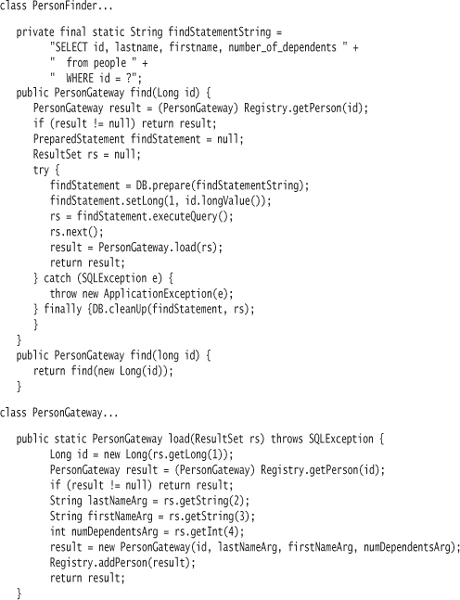 class PersonFinder...
private final static String findStatementString =
"SELECT id, lastname, firstname, number_of_dependents " +
"  from people " +
"  WHERE id = ?";
public PersonGateway find(Long id) {
PersonGateway result = (PersonGateway) Registry.getPerson(id);
if (result != null) return result;
PreparedStatement findStatement = null;
ResultSet rs = null;
try {
findStatement = DB.prepare(findStatementString);
findStatement.setLong(1, id.longValue());
rs = findStatement.executeQuery();
rs.next();
result = PersonGateway.load(rs);
return result;
} catch (SQLException e) {
throw new ApplicationException(e);
} finally {DB.cleanUp(findStatement, rs);
}
}
public PersonGateway find(long id) {
return find(new Long(id));
}
class PersonGateway...
public static PersonGateway load(ResultSet rs) throws SQLException {
Long id = new Long(rs.getLong(1));
PersonGateway result = (PersonGateway) Registry.getPerson(id);
if (result != null) return result;
String lastNameArg = rs.getString(2);
String firstNameArg = rs.getString(3);
int numDependentsArg = rs.getInt(4);
result = new PersonGateway(id, lastNameArg, firstNameArg, numDependentsArg);
Registry.addPerson(result);
return result;
}